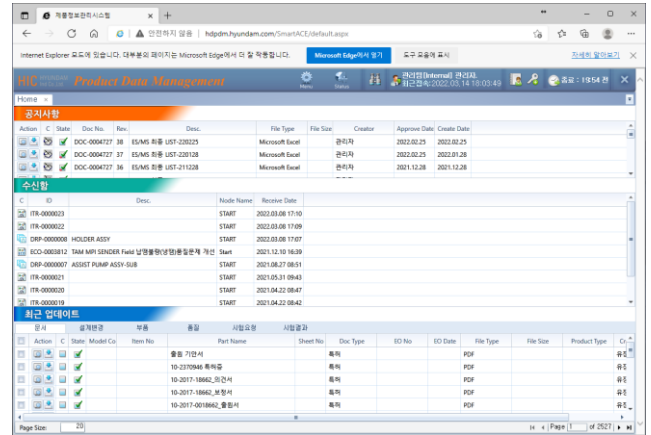 제품정보관리시스템
안전하지 않음 | hdpdm.hyundam.com/SmartACE/default.aspx
Internet Explorer 모드에 있습니다. 대부분의 페이지는 Microsoft Edge에서 더 잘 작동합니다. Microsoft Edge에서 열기 도구 모음에 표시 자세히 알아보기
HIC Product Data Management Menu Status 관리팀(Internal) 관리자. 최근접속:2022.03.14 18:03:49 종료 : 19:54 전
Home
공지사항
Action C State Doc No. Rev. Desc. File Type File Size Creator Approve Date Create Date
DOC-0004727 38 ES/MS 최종 LIST-220225 Microsoft Excel 관리자 2022.02.25 2022.02.25
DOC-0004727 37 ES/MS 최종 LIST-220128 Microsoft Excel 관리자 2022.02.25 2022.01.28
DOC-0004727 36 ES/MS 최종 LIST-211228 Microsoft Excel 관리자 2021.12.28 2021.12.28
수신함
C ID Desc. Node Name Receive Date
ITR-0000023 START 2022.03.08 17:10
ITR-0000022 START 2022.03.08 17:09
DRP-0000008 HOLDER ASSY START 2022.03.08 17:07
ECO-0003812 TAM MPI SENDER Field 납땜불량(냉땜)품질문제 개선 Start 2021.12.10 16:39
DRP-0000007 ASSIST PUMP ASSY-SUB START 2021.08.27 08:51
ITR-0000021 START 2021.05.31 09:43
ITR-0000020 START 2021.04.22 08:47
ITR-0000019 START 2021.04.22 08:42
최근 업데이트
문서 설계변경 부품 품질 시험요청 시험결과
Action C State Model Co Item No Part Name Sheet No Doc Type EO No EO Date File Type File Size Product Type
출원 기안서 특허 PDF
10-2370946 특허증 특허 PDF
10-2017-18662_의견서 특허 PDF
10-2017-18662_보정서 특허 PDF
10-2017-0018662_출원서 특허 PDF
Page Size: 20 Page 1 of 2527